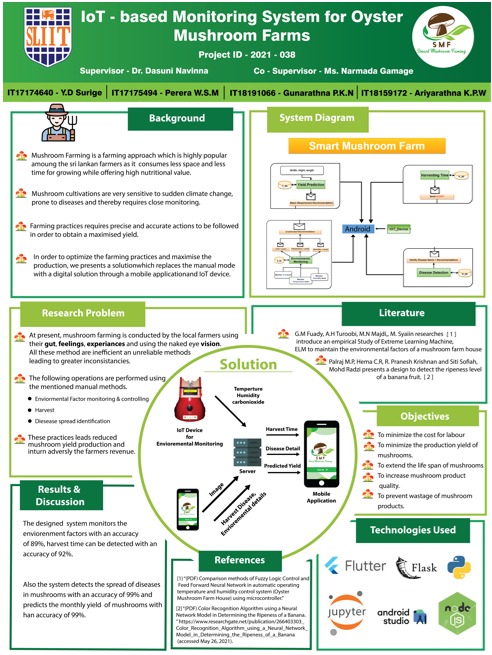 SLIIT
IoT - based Monitoring System for Oyster
Mushroom Farms
Project ID - 2021 - 038
Supervisor - Dr. Dasuni Navinna
Co - Supervisor - Ms. Narmada Gamage
SMF
Smart Mushroom Farming
IT17174640 - Y.D Surige
IT17175494 - Perera W.S.M
IT18191066 - Gunarathna P.K.N
IT18159172 - Ariyarathna K.P.W
Background
Mushroom Farming is a farming approach which is highly popular
amoung the sri lankan farmers as it consumes less space and less
time for growing while offering high nutritional value.
Mushroom cultivations are very sensitive to sudden climate change,
prone to diseases and thereby requires close monitoring.
Farming practices requires precise and accurate actions to be followed
in order to obtain a maximised yield.
In order to optimize the farming practices and maximise the
production, we presents a solutionwhich replaces the manual mode
with a digital solution through a mobile applicationand IoT device.
System Diagram
Smart Mushroom Farm
Yield Prediction
Harvesting Time
Android
IOT_Device
Disease Detection
Research Problem
At present, mushroom farming is conducted by the local farmers using
their gut, feelings, experiances and using the naked eye vision.
All these method are inefficient an unreliable methods
leading to greater inconsistancies.
The following operations are performed using
the mentioned manual methods.
Enviormental Factor monitoring & controlling
Harvest
Disesase spread identification
These practices leads reduced
mushroom yield production and
inturn adversly the farmers revenue.
Literature
G.M Fuady, A.H Turoobi, M.N Majdi, M. Syaiin researches [ 1 ]
introduce an empirical Study of Extreme Learning Machine,
ELM to maintain the environmental factors of a mushroom farm house
Palraj M.P, Hema C.R, R. Pranesh Krishnan and Siti Sofiah,
Mohd Radzi presents a design to detect the ripeness level
of a banana fruit. [ 2 ]
Solution
Temperture
Humidity
carbonioxide
IoT Device
for
Envioremental Monitoring
Server
Harvest Time
Disease Detail
Predicted Yield
SMF
Mobile
Application
Image
Harvest Disease,
Envioremental details
Objectives
To minimize the cost for labour
To minimize the production yield of
mushrooms.
To extend the life span of mushrooms
To increase mushroom product
quality.
To prevent wastage of mushroom
products.
Results &
Discussion
The designed system monitors the
enviorenment factors with an accuracy
of 89%, harvest time can be detected with an
accuracy of 92%.
Also the system detects the spread of diseases
in mushrooms with an accuracy of 99% and
predicts the monthly yield of mushrooms with
han accuracy of 99%.
References
[1] "(PDF) Comparison methods of Fuzzy Logic Control and
Feed Forward Neural Network in automatic operating
temperature and humidity control system (Oyster
Mushroom Farm House) using microcontroller."
[2] "(PDF) Color Recognition Algorithm using a Neural
Network Model in Determining the Ripeness of a Banana.
" https://www.researchgate.net/publication/266403303_
Color_Recognition_Algorithm_using_a_Neural_Network_
Model_in_Determining_the_Ripeness_of_a_Banana
(accessed May 26, 2021).
Technologies Used
Flutter
Flask
jupyter
android
studio
AI
node
JS